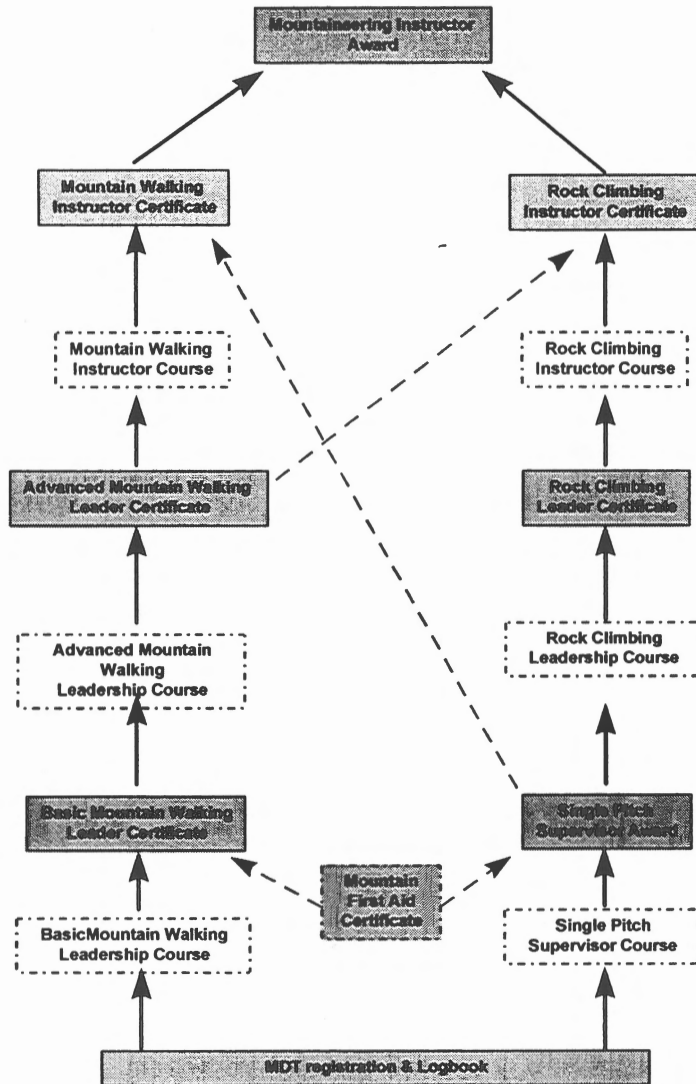 Mountaineering Instructor
Award
Mountain Walking
Instructor Certificate
Rock Climbing
Instructor Certificate
Mountain Walking
Instructor Course
Rock Climbing
Instructor Course
Advanced Mountain Walking
Leader Certificate
Rock Climbing
Leader Certificate
Advanced Mountain
Walking
Leadership Course
Rock Climbing
Leadership Course
Basic Mountain Walking
Leader Certificate
Single Pitch
Supervisor Award
Mountain
First Aid
Certificate
BasicMountain Walking
Leadership Course
Single Pitch
Supervisor Course
MDT registration & Logbook